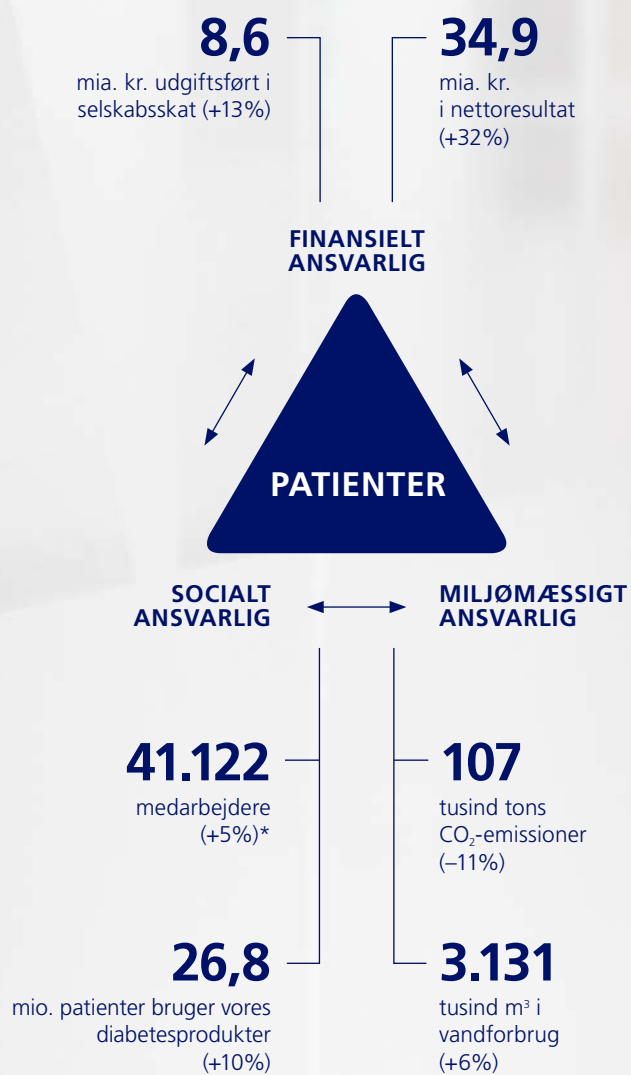 8,6
mia. kr. udgiftsført i
selskabsskat (+13%)
34,9
mia. kr.
i nettoresultat
(+32%)
FINANSIELT
ANSVARLIG
PATIENTER
SOCIALT
ANSVARLIG
MILJØMÆSSIGT
ANSVARLIG
41.122
medarbejdere
(+5%)*
107
tusind tons
CO₂-emissioner
(–11%)
26,8
mio. patienter bruger vores
diabetesprodukter
(+10%)
3.131
tusind m³ i
vandforbrug
(+6%)